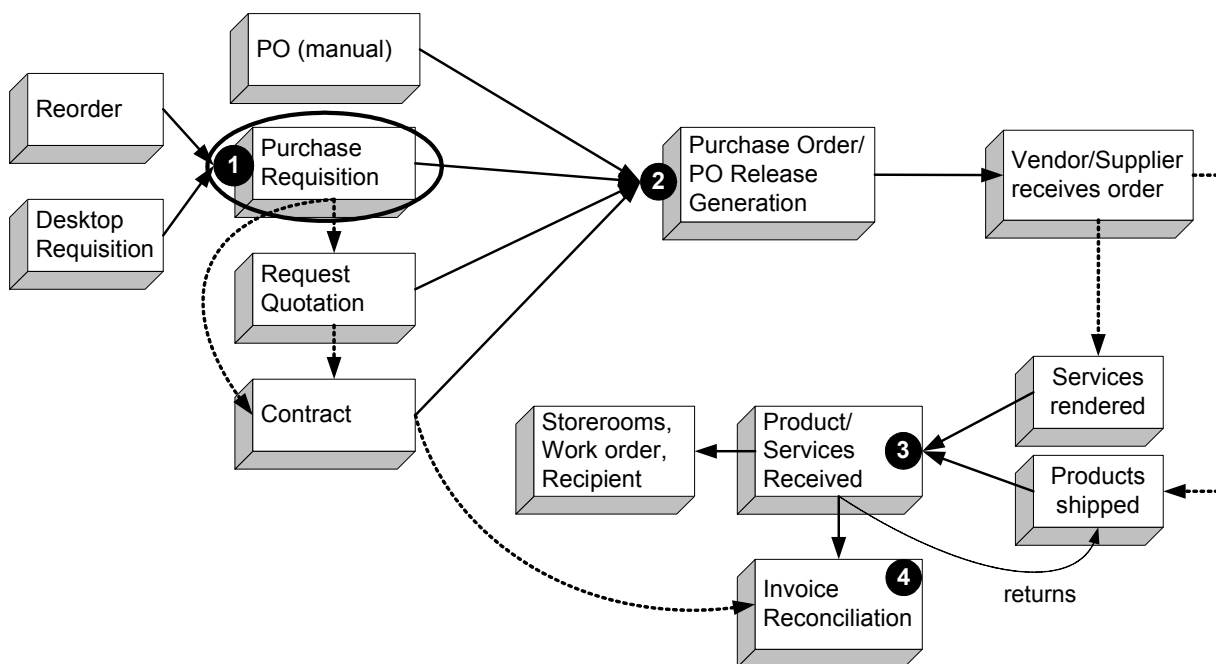 PO (manual)
Reorder
1
Purchase
Requisition
Desktop
Requisition
Request
Quotation
Contract
2
Purchase Order/
PO Release
Generation
Vendor/Supplier
receives order
Services
rendered
Products
shipped
Product/
Services
Received
3
Storerooms,
Work order,
Recipient
returns
Invoice
Reconciliation
4